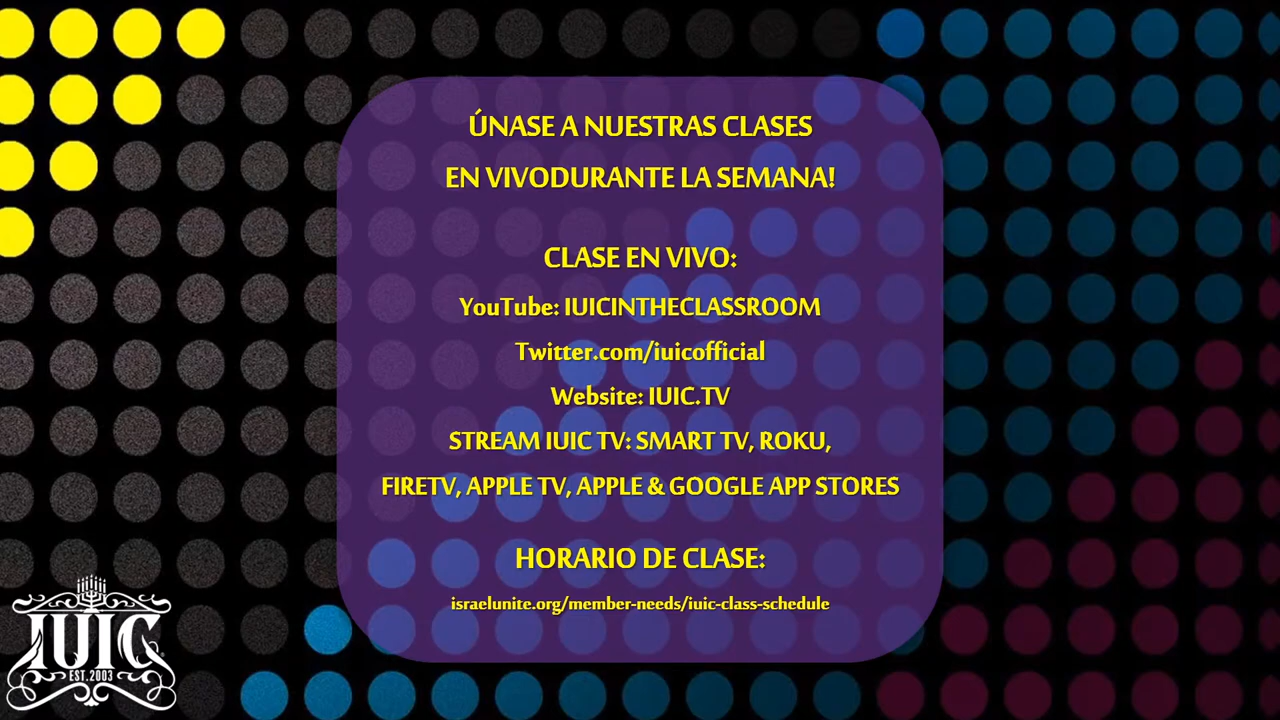 ÚNASE A NUESTRAS CLASES
EN VIVODURANTE LA SEMANA!
CLASE EN VIVO:
YouTube: IUICINTHECLASSROOM
Twitter.com/iuicofficial
Website: IUIC.TV
STREAM IUIC TV: SMART TV, ROKU,
FIRETV, APPLE TV, APPLE & GOOGLE APP STORES
HORARIO DE CLASE:
israelunite.org/member-needs/iuic-class-schedule
IUIC
EST. 2003